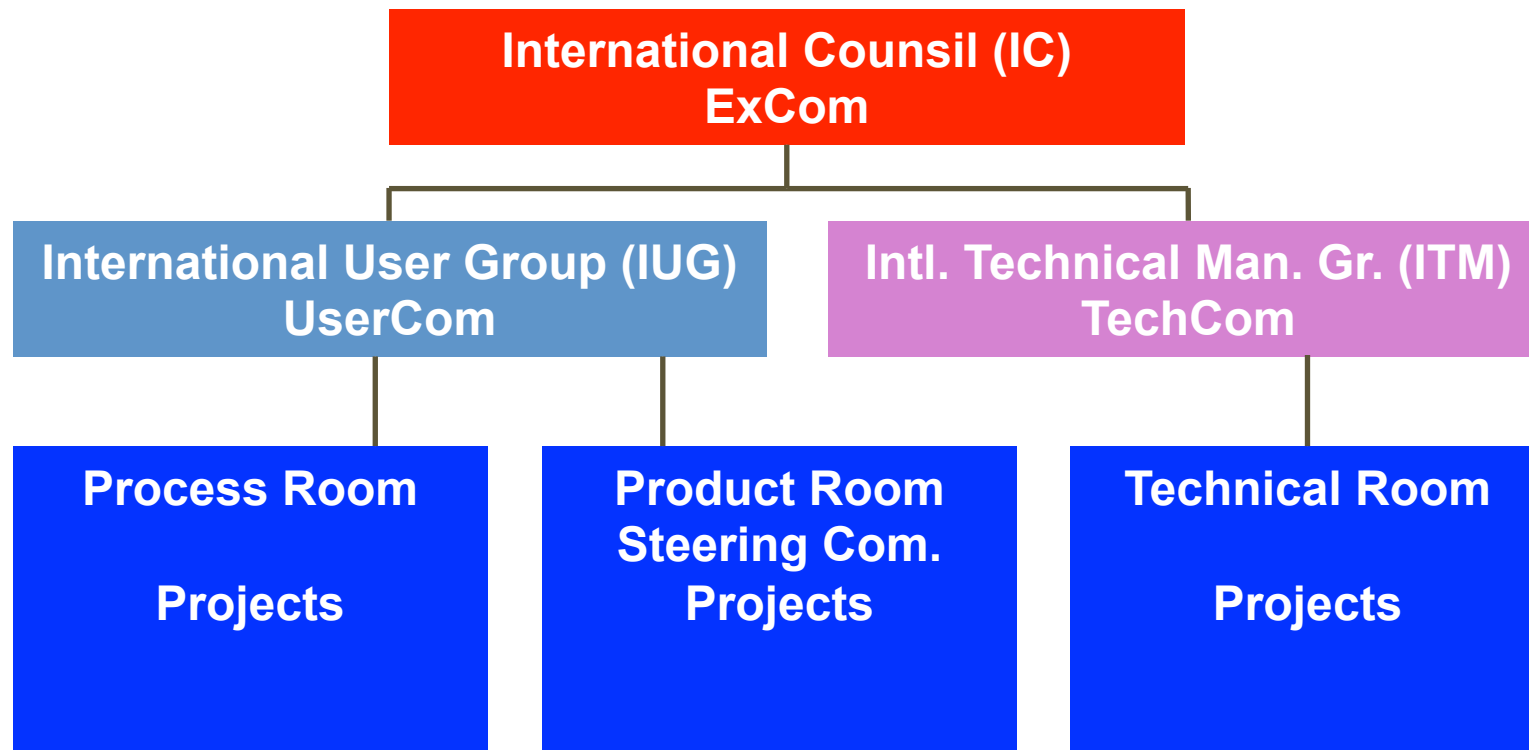 International Counsil (IC)
ExCom
International User Group (IUG)
UserCom
Intl. Technical Man. Gr. (ITM)
TechCom
Process Room
Projects
Product Room
Steering Com.
Projects
Technical Room
Projects